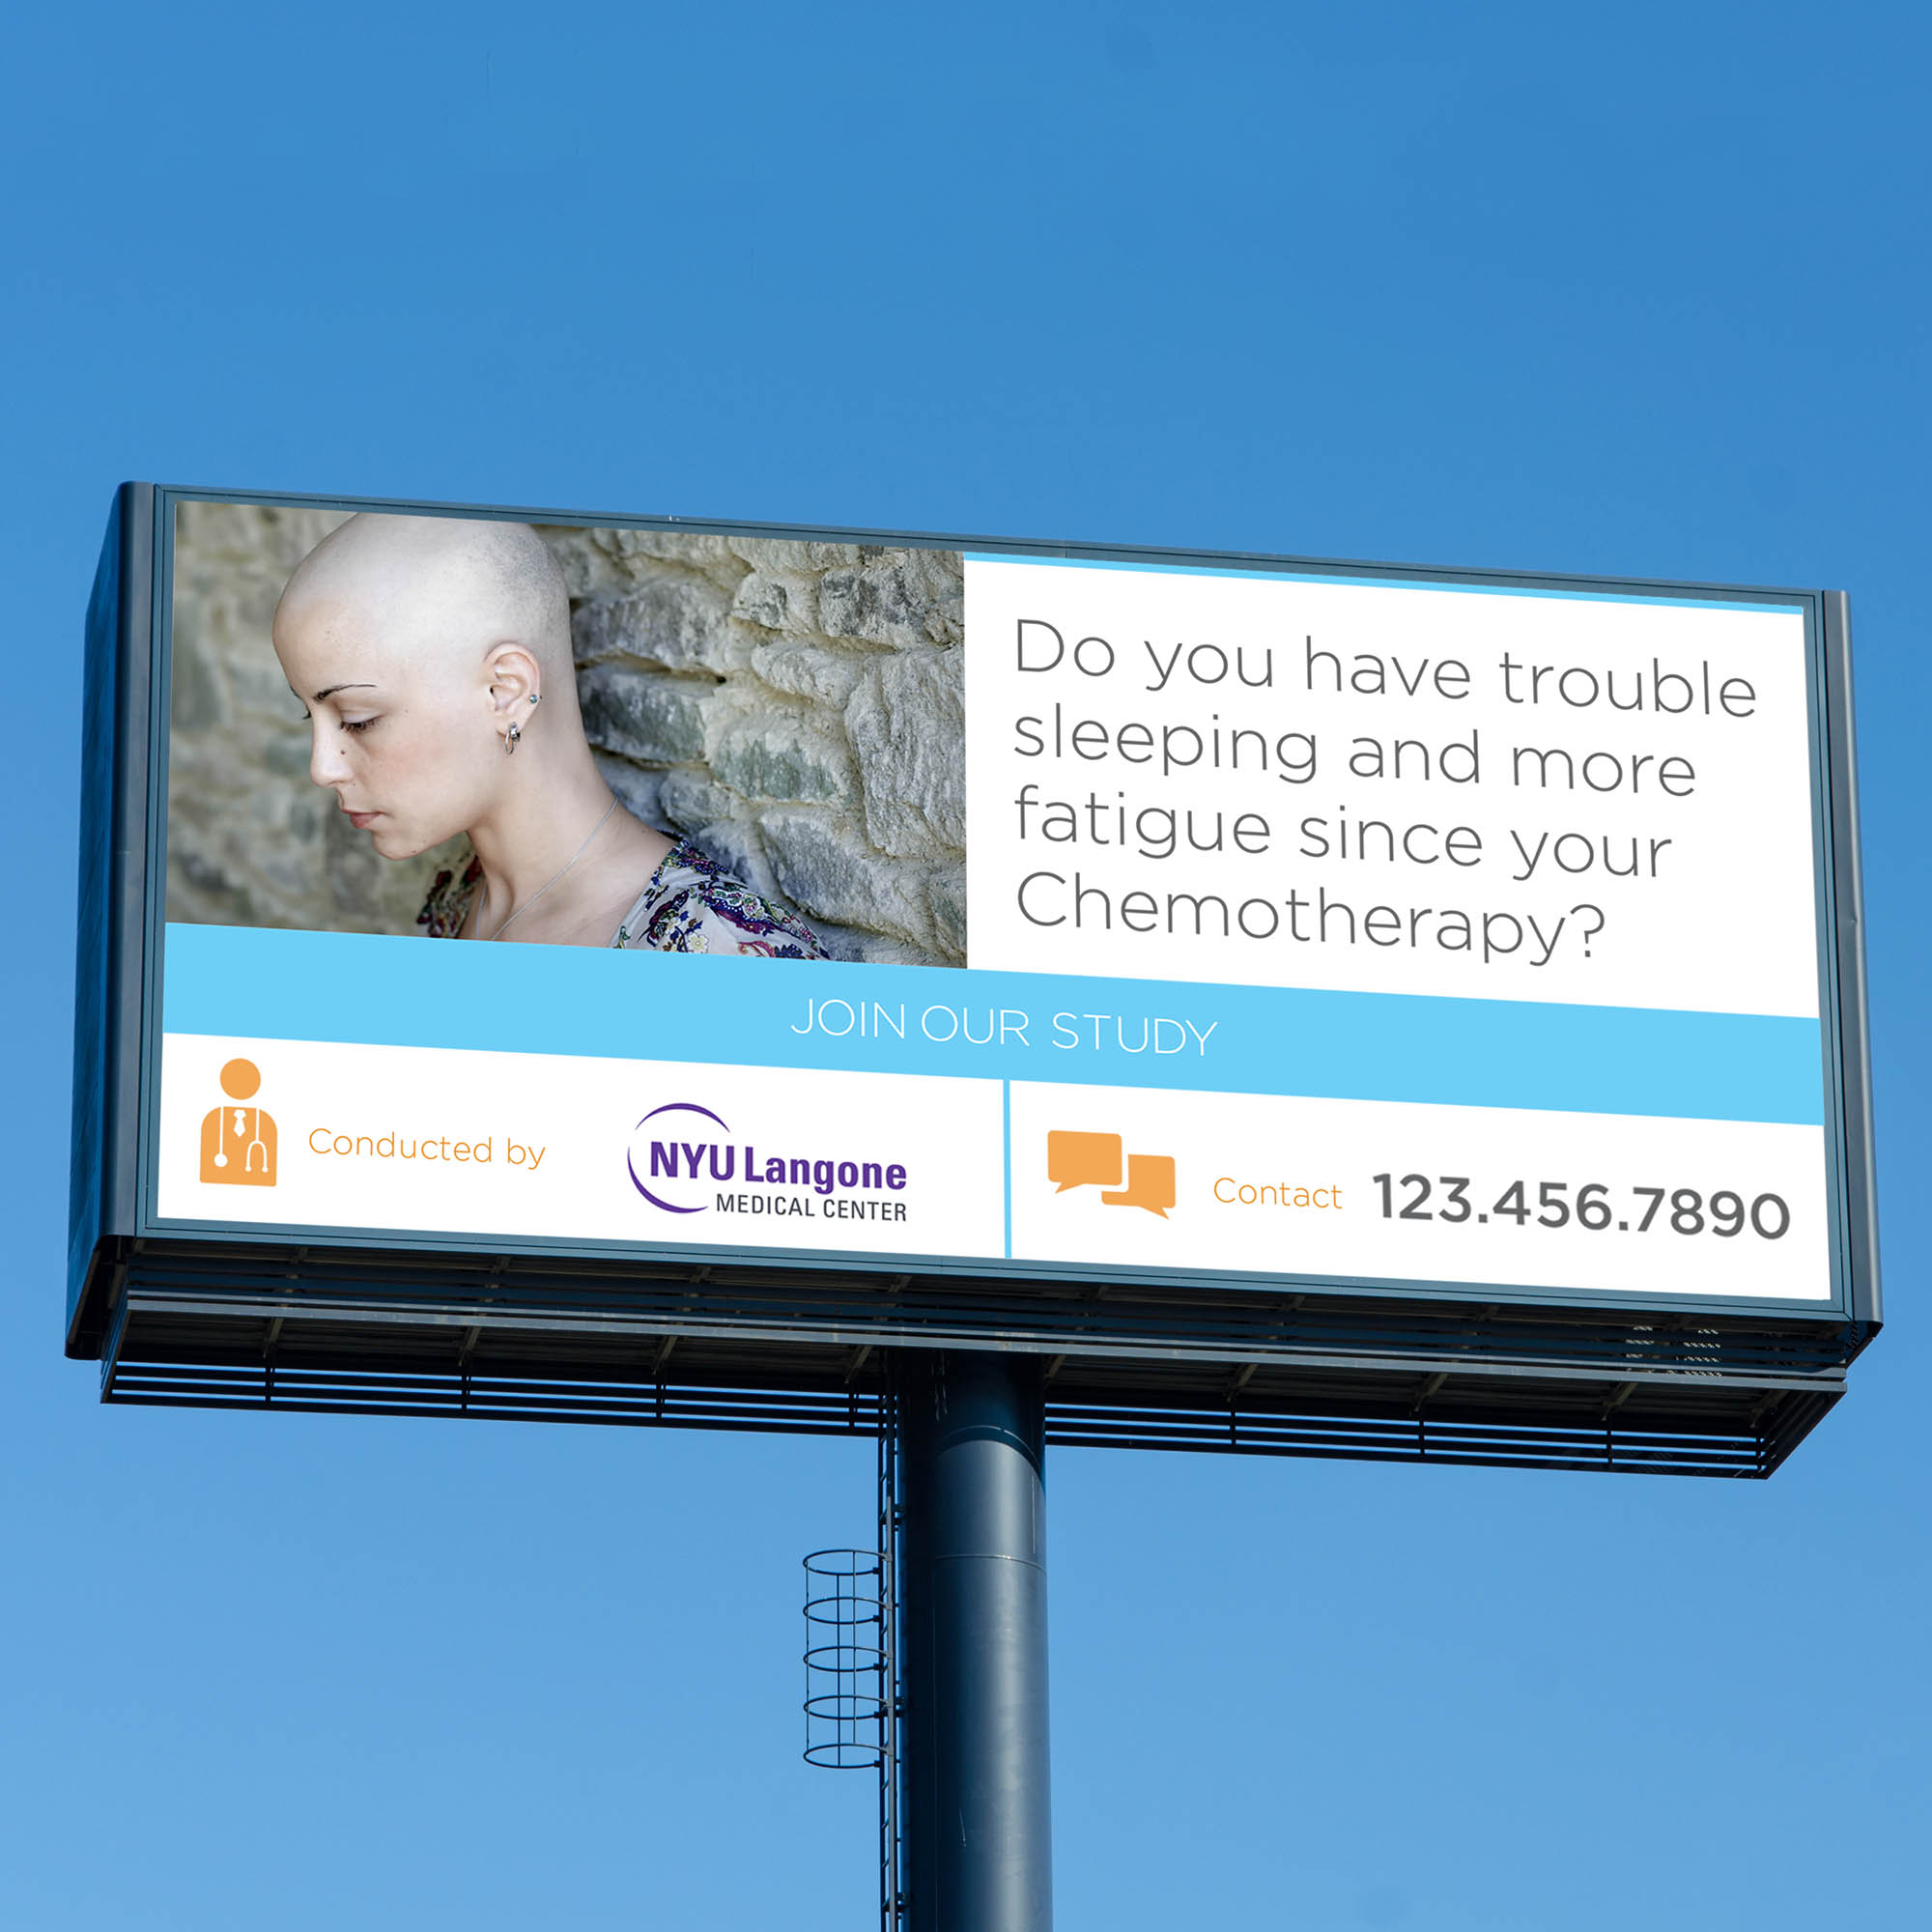 Do you have trouble
sleeping and more
fatigue since your
Chemotherapy?
JOIN OUR STUDY
Conducted by
NYU Langone
MEDICAL CENTER
Contact 123.456.7890